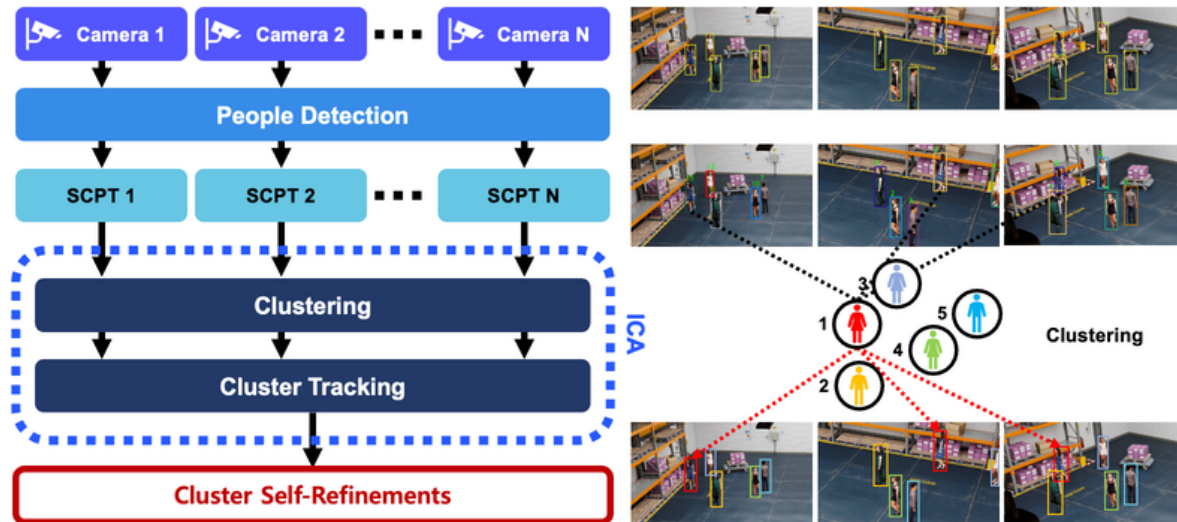 Camera 1
Camera 2
Camera N
People Detection
SCPT 1
SCPT 2
SCPT N
Clustering
Cluster Tracking
ICA
Cluster Self-Refinements
3
1
5
4
2
Clustering